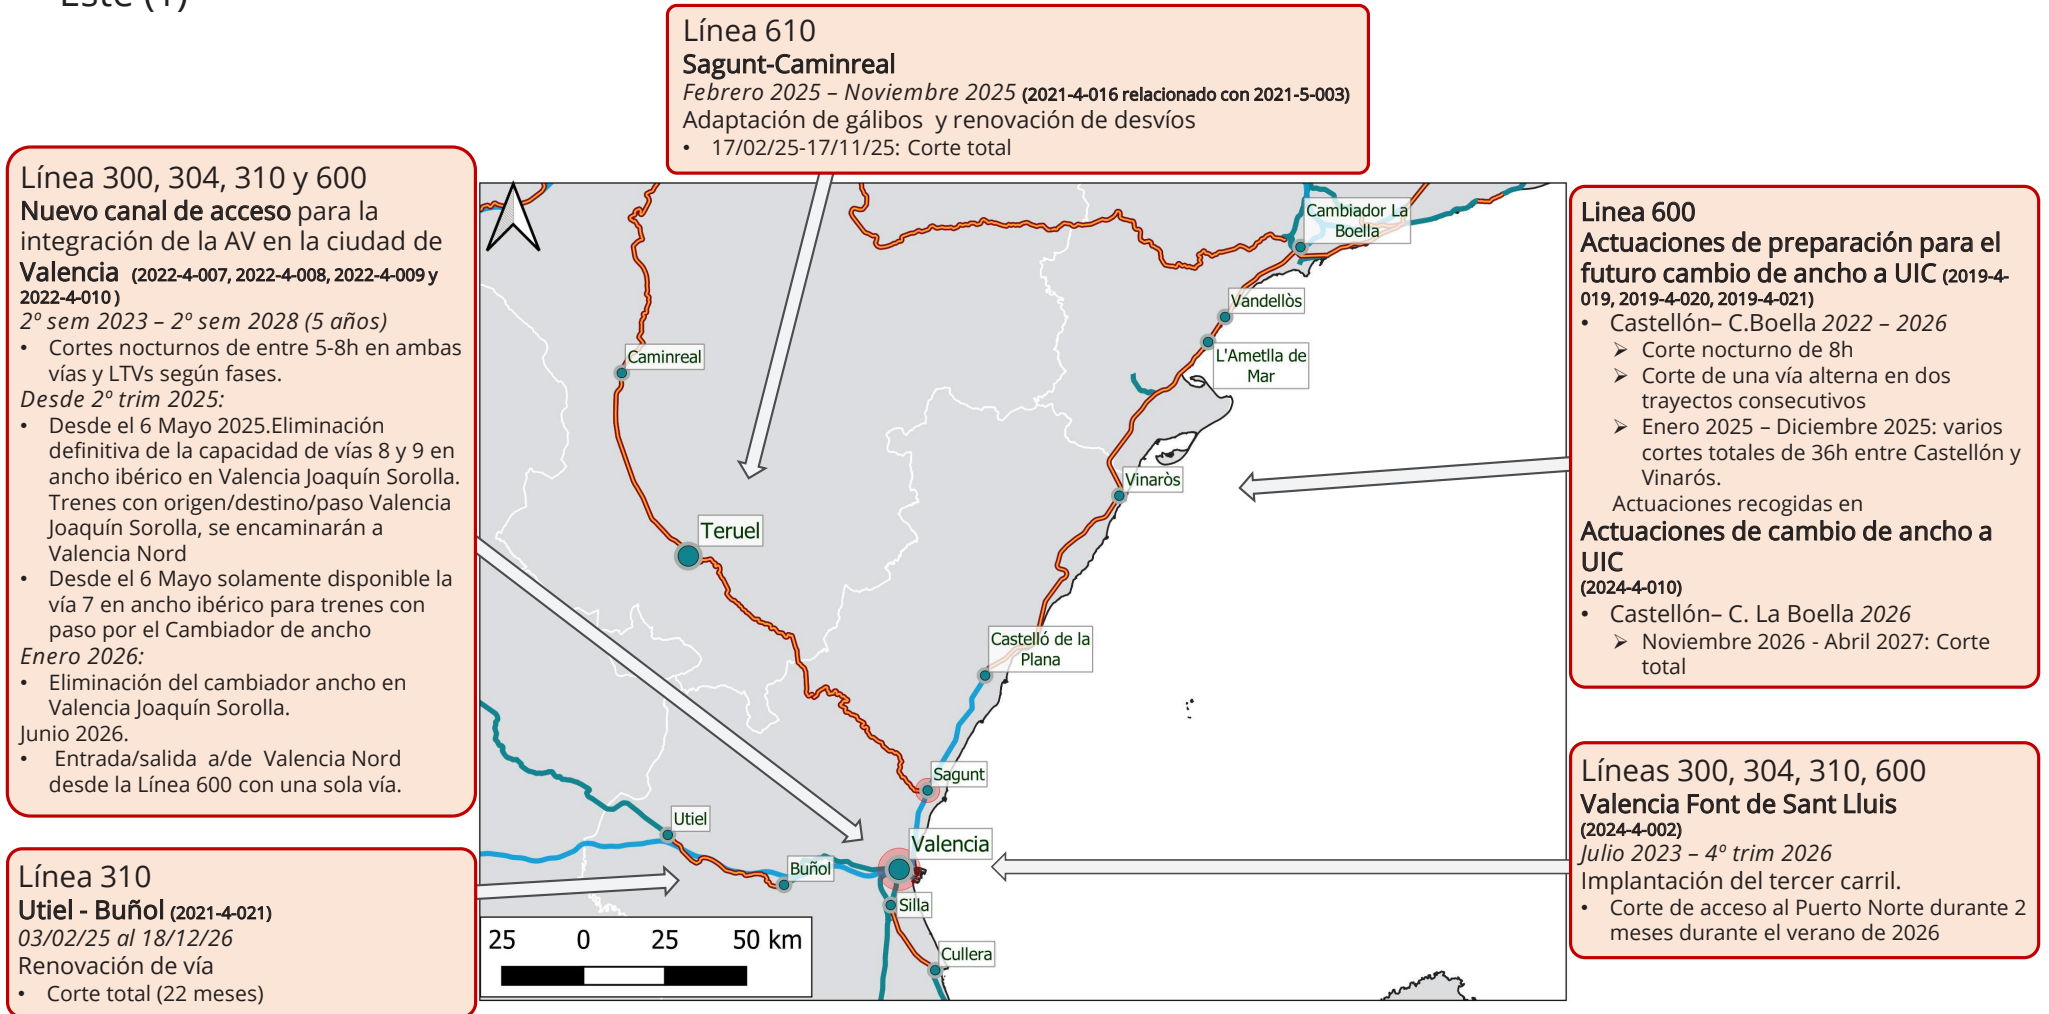 Este (1)
Línea 610
Sagunt-Caminreal
Febrero 2025 – Noviembre 2025 (2021-4-016 relacionado con 2021-5-003)
Adaptación de gálibos y renovación de desvíos
• 17/02/25-17/11/25: Corte total
Línea 300, 304, 310 y 600
Nuevo canal de acceso para la
integración de la AV en la ciudad de
Valencia (2022-4-007, 2022-4-008, 2022-4-009 y
2022-4-010 )
2º sem 2023 – 2º sem 2028 (5 años)
• Cortes nocturnos de entre 5-8h en ambas
vías y LTVs según fases.
Desde 2º trim 2025:
• Desde el 6 Mayo 2025.Eliminación
definitiva de la capacidad de vías 8 y 9 en
ancho ibérico en Valencia Joaquín Sorolla.
Trenes con origen/destino/paso Valencia
Joaquín Sorolla, se encaminarán a
Valencia Nord
• Desde el 6 Mayo solamente disponible la
vía 7 en ancho ibérico para trenes con
paso por el Cambiador de ancho
Enero 2026:
• Eliminación del cambiador ancho en
Valencia Joaquín Sorolla.
Junio 2026.
• Entrada/salida a/de Valencia Nord
desde la Línea 600 con una sola vía.
Línea 310
Utiel - Buñol (2021-4-021)
03/02/25 al 18/12/26
Renovación de vía
• Corte total (22 meses)
Cambiador La
Boella
Vandellòs
L'Ametlla de
Mar
Caminreal
Vinaròs
Teruel
Castelló de la
Plana
Sagunt
Utiel
Valencia
Buñol
Silla
Cullera
25 0 25 50 km
Linea 600
Actuaciones de preparación para el
futuro cambio de ancho a UIC (2019-4-
019, 2019-4-020, 2019-4-021)
• Castellón– C.Boella 2022 – 2026
➢ Corte nocturno de 8h
➢ Corte de una vía alterna en dos
trayectos consecutivos
➢ Enero 2025 – Diciembre 2025: varios
cortes totales de 36h entre Castellón y
Vinarós.
Actuaciones recogidas en
Actuaciones de cambio de ancho a
UIC
(2024-4-010)
• Castellón– C. La Boella 2026
➢ Noviembre 2026 - Abril 2027: Corte
total
Líneas 300, 304, 310, 600
Valencia Font de Sant Lluis
(2024-4-002)
Julio 2023 – 4º trim 2026
Implantación del tercer carril.
• Corte de acceso al Puerto Norte durante 2
meses durante el verano de 2026